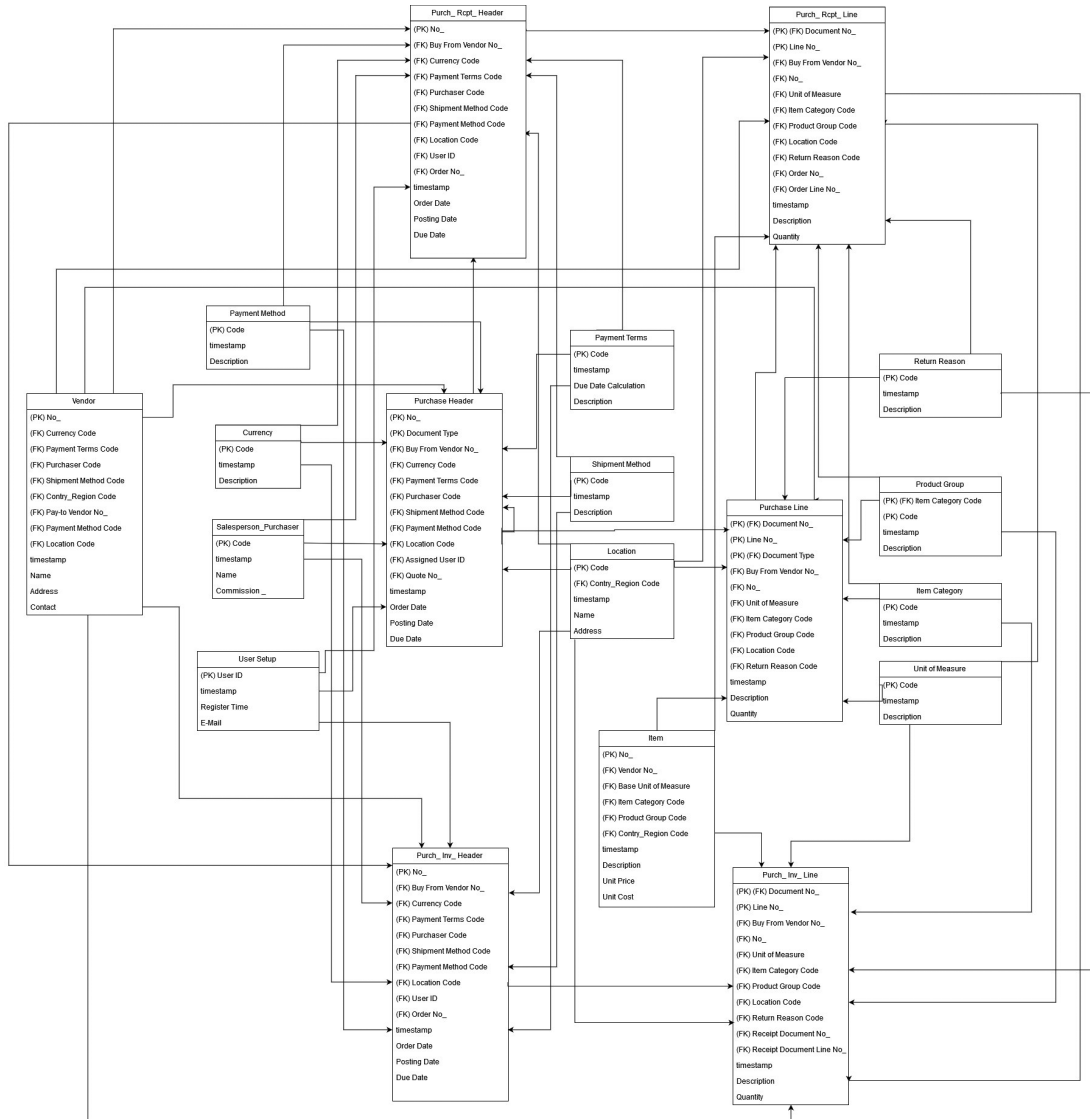 Purch_ Rcpt_ Header
(PK) No_
(FK) Buy From Vendor No_
(FK) Currency Code
(FK) Payment Terms Code
(FK) Purchaser Code
(FK) Shipment Method Code
(FK) Payment Method Code
(FK) Location Code
(FK) User ID
(FK) Order No_
timestamp
Order Date
Posting Date
Due Date
Purch_ Rcpt_ Line
(PK) (FK) Document No_
(PK) Line No_
(FK) Buy From Vendor No_
(FK) No_
(FK) Unit of Measure
(FK) Item Category Code
(FK) Product Group Code
(FK) Location Code
(FK) Return Reason Code
(FK) Order No_
(FK) Order Line No_
timestamp
Description
Quantity
Payment Method
(PK) Code
timestamp
Description
Payment Terms
(PK) Code
timestamp
Due Date Calculation
Description
Return Reason
(PK) Code
timestamp
Description
Vendor
(PK) No_
(FK) Currency Code
(FK) Payment Terms Code
(FK) Purchaser Code
(FK) Shipment Method Code
(FK) Contry_Region Code
(FK) Pay-to Vendor No_
(FK) Payment Method Code
(FK) Location Code
timestamp
Name
Address
Contact
Purchase Header
(PK) No_
(PK) Document Type
(FK) Buy From Vendor No_
(FK) Currency Code
(FK) Payment Terms Code
(FK) Purchaser Code
(FK) Shipment Method Code
(FK) Payment Method Code
(FK) Location Code
(FK) Assigned User ID
(FK) Quote No_
timestamp
Order Date
Posting Date
Due Date
Currency
(PK) Code
timestamp
Description
Shipment Method
(PK) Code
timestamp
Description
Product Group
(PK) (FK) Item Category Code
(PK) Code
timestamp
Description
Salesperson_Purchaser
(PK) Code
timestamp
Name
Commission _
Location
(PK) Code
(FK) Contry_Region Code
timestamp
Name
Address
Purchase Line
(PK) (FK) Document No_
(PK) Line No_
(PK) (FK) Document Type
(FK) Buy From Vendor No_
(FK) No_
(FK) Unit of Measure
(FK) Item Category Code
(FK) Product Group Code
(FK) Location Code
(FK) Return Reason Code
timestamp
Description
Quantity
Item Category
(PK) Code
timestamp
Description
User Setup
(PK) User ID
timestamp
Register Time
E-Mail
Unit of Measure
(PK) Code
timestamp
Description
Item
(PK) No_
(FK) Vendor No_
(FK) Base Unit of Measure
(FK) Item Category Code
(FK) Product Group Code
(FK) Contry_Region Code
timestamp
Description
Unit Price
Unit Cost
Purch_ Inv_ Header
(PK) No_
(FK) Buy From Vendor No_
(FK) Currency Code
(FK) Payment Terms Code
(FK) Purchaser Code
(FK) Shipment Method Code
(FK) Payment Method Code
(FK) Location Code
(FK) User ID
(FK) Order No_
timestamp
Order Date
Posting Date
Due Date
Purch_ Inv_ Line
(PK) (FK) Document No_
(PK) Line No_
(FK) Buy From Vendor No_
(FK) No_
(FK) Unit of Measure
(FK) Item Category Code
(FK) Product Group Code
(FK) Location Code
(FK) Return Reason Code
(FK) Receipt Document No_
(FK) Receipt Document Line No_
timestamp
Description
Quantity